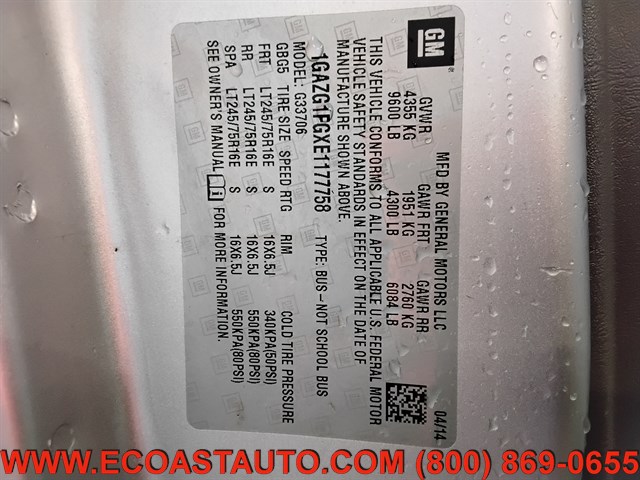 GM
MFD BY GENERAL MOTORS LLC
04/14
GVWR GAWR FRT GAWR RR
4355 KG 1951 KG 2760 KG
9600 LB 4300 LB 6084 LB
THIS VEHICLE CONFORMS TO ALL APPLICABLE U.S. FEDERAL MOTOR
VEHICLE SAFETY STANDARDS IN EFFECT ON THE DATE OF
MANUFACTURE SHOWN ABOVE.
1GAZG1PGXE1177758 TYPE: BUS-NOT SCHOOL BUS
MODEL: G33706
GBG5 TIRE SIZE SPEED RTG RIM COLD TIRE PRESSURE
FRT LT245/75R16E S 16X6.5J 340KPA(50PSI)
RR LT245/75R16E S 16X6.5J 550KPA(80PSI)
SPA LT245/75R16E S 16X6.5J 550KPA(80PSI)
SEE OWNER'S MANUAL i FOR MORE INFORMATION.
WWW.ECOASTAUTO.COM (800) 869-0655